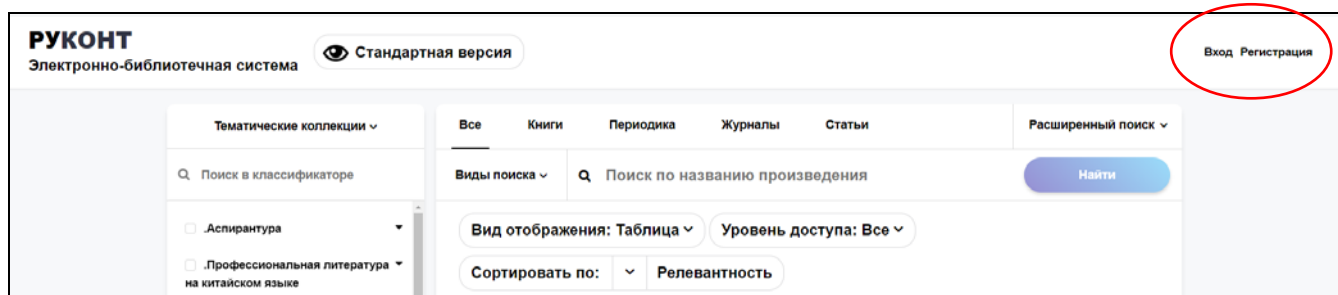 РУКОНТ
Электронно-библиотечная система
Стандартная версия
Вход Регистрация
Тематические коллекции
Поиск в классификаторе
.Аспирантура
.Профессиональная литература
на китайском языке
Все Книги Периодика Журналы Статьи Расширенный поиск
Виды поиска Поиск по названию произведения Найти
Вид отображения: Таблица Уровень доступа: Все
Сортировать по: Релевантность